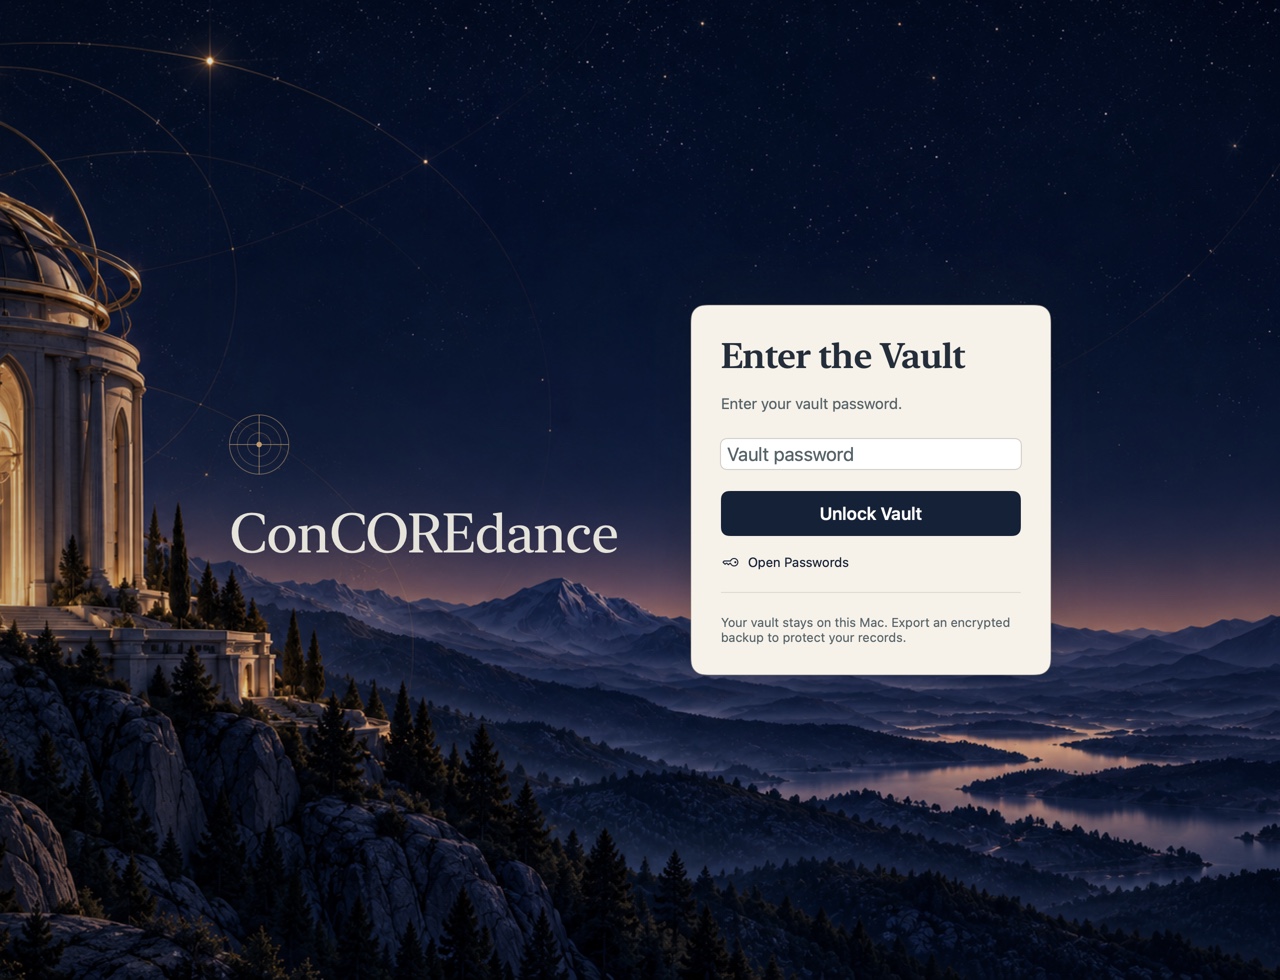 ConCOREdance
Enter the Vault
Enter your vault password.
Vault password
Unlock Vault
Open Passwords
Your vault stays on this Mac. Export an encrypted
backup to protect your records.